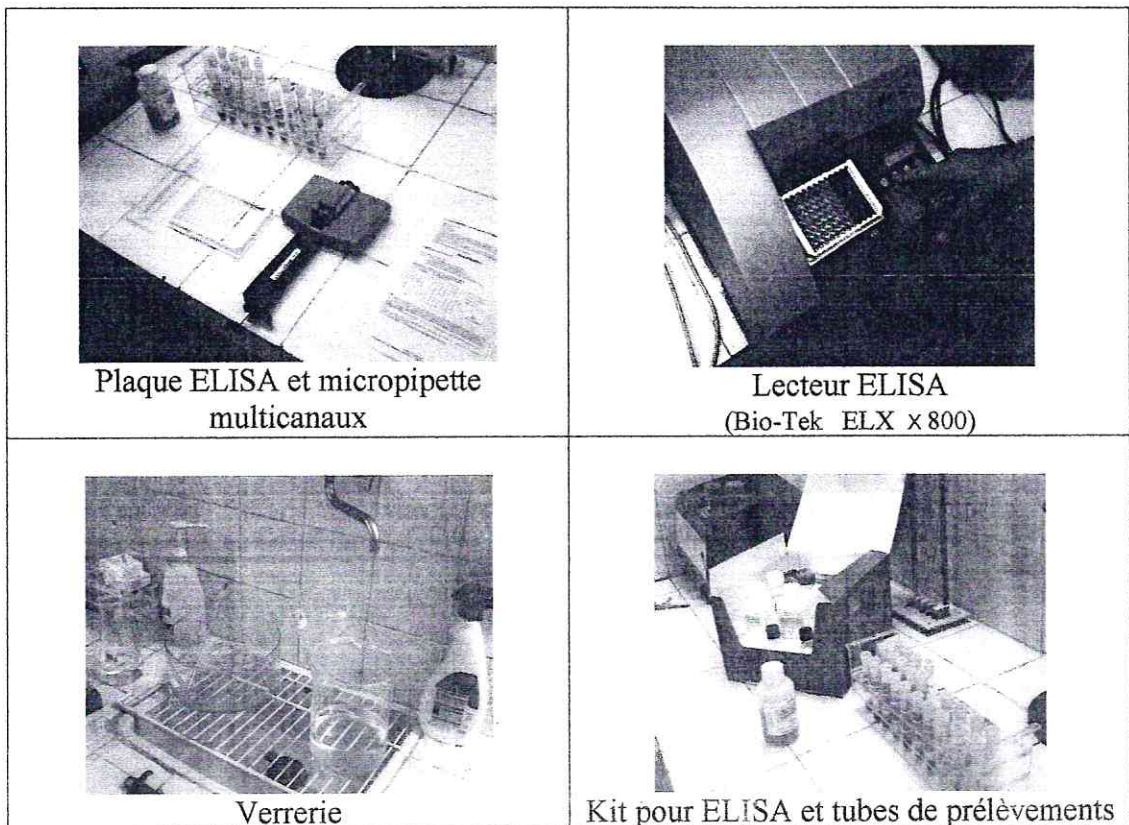 Plaque ELISA et micropipette
multicanaux
Lecteur ELISA
(Bio-Tek ELX x 800)
Verrerie
Kit pour ELISA et tubes de prélèvements